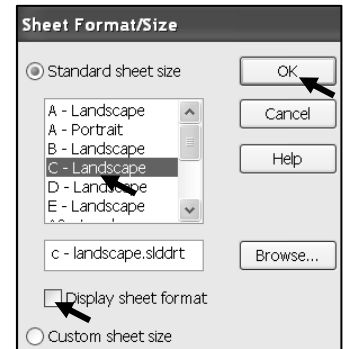 Sheet Format/Size
Standard sheet size
OK
A - Landscape
A - Portrait
B - Landscape
C - Landscape
D - Landscape
E - Landscape
Cancel
Help
c - landscape.slddrt
Browse...
Display sheet format
Custom sheet size